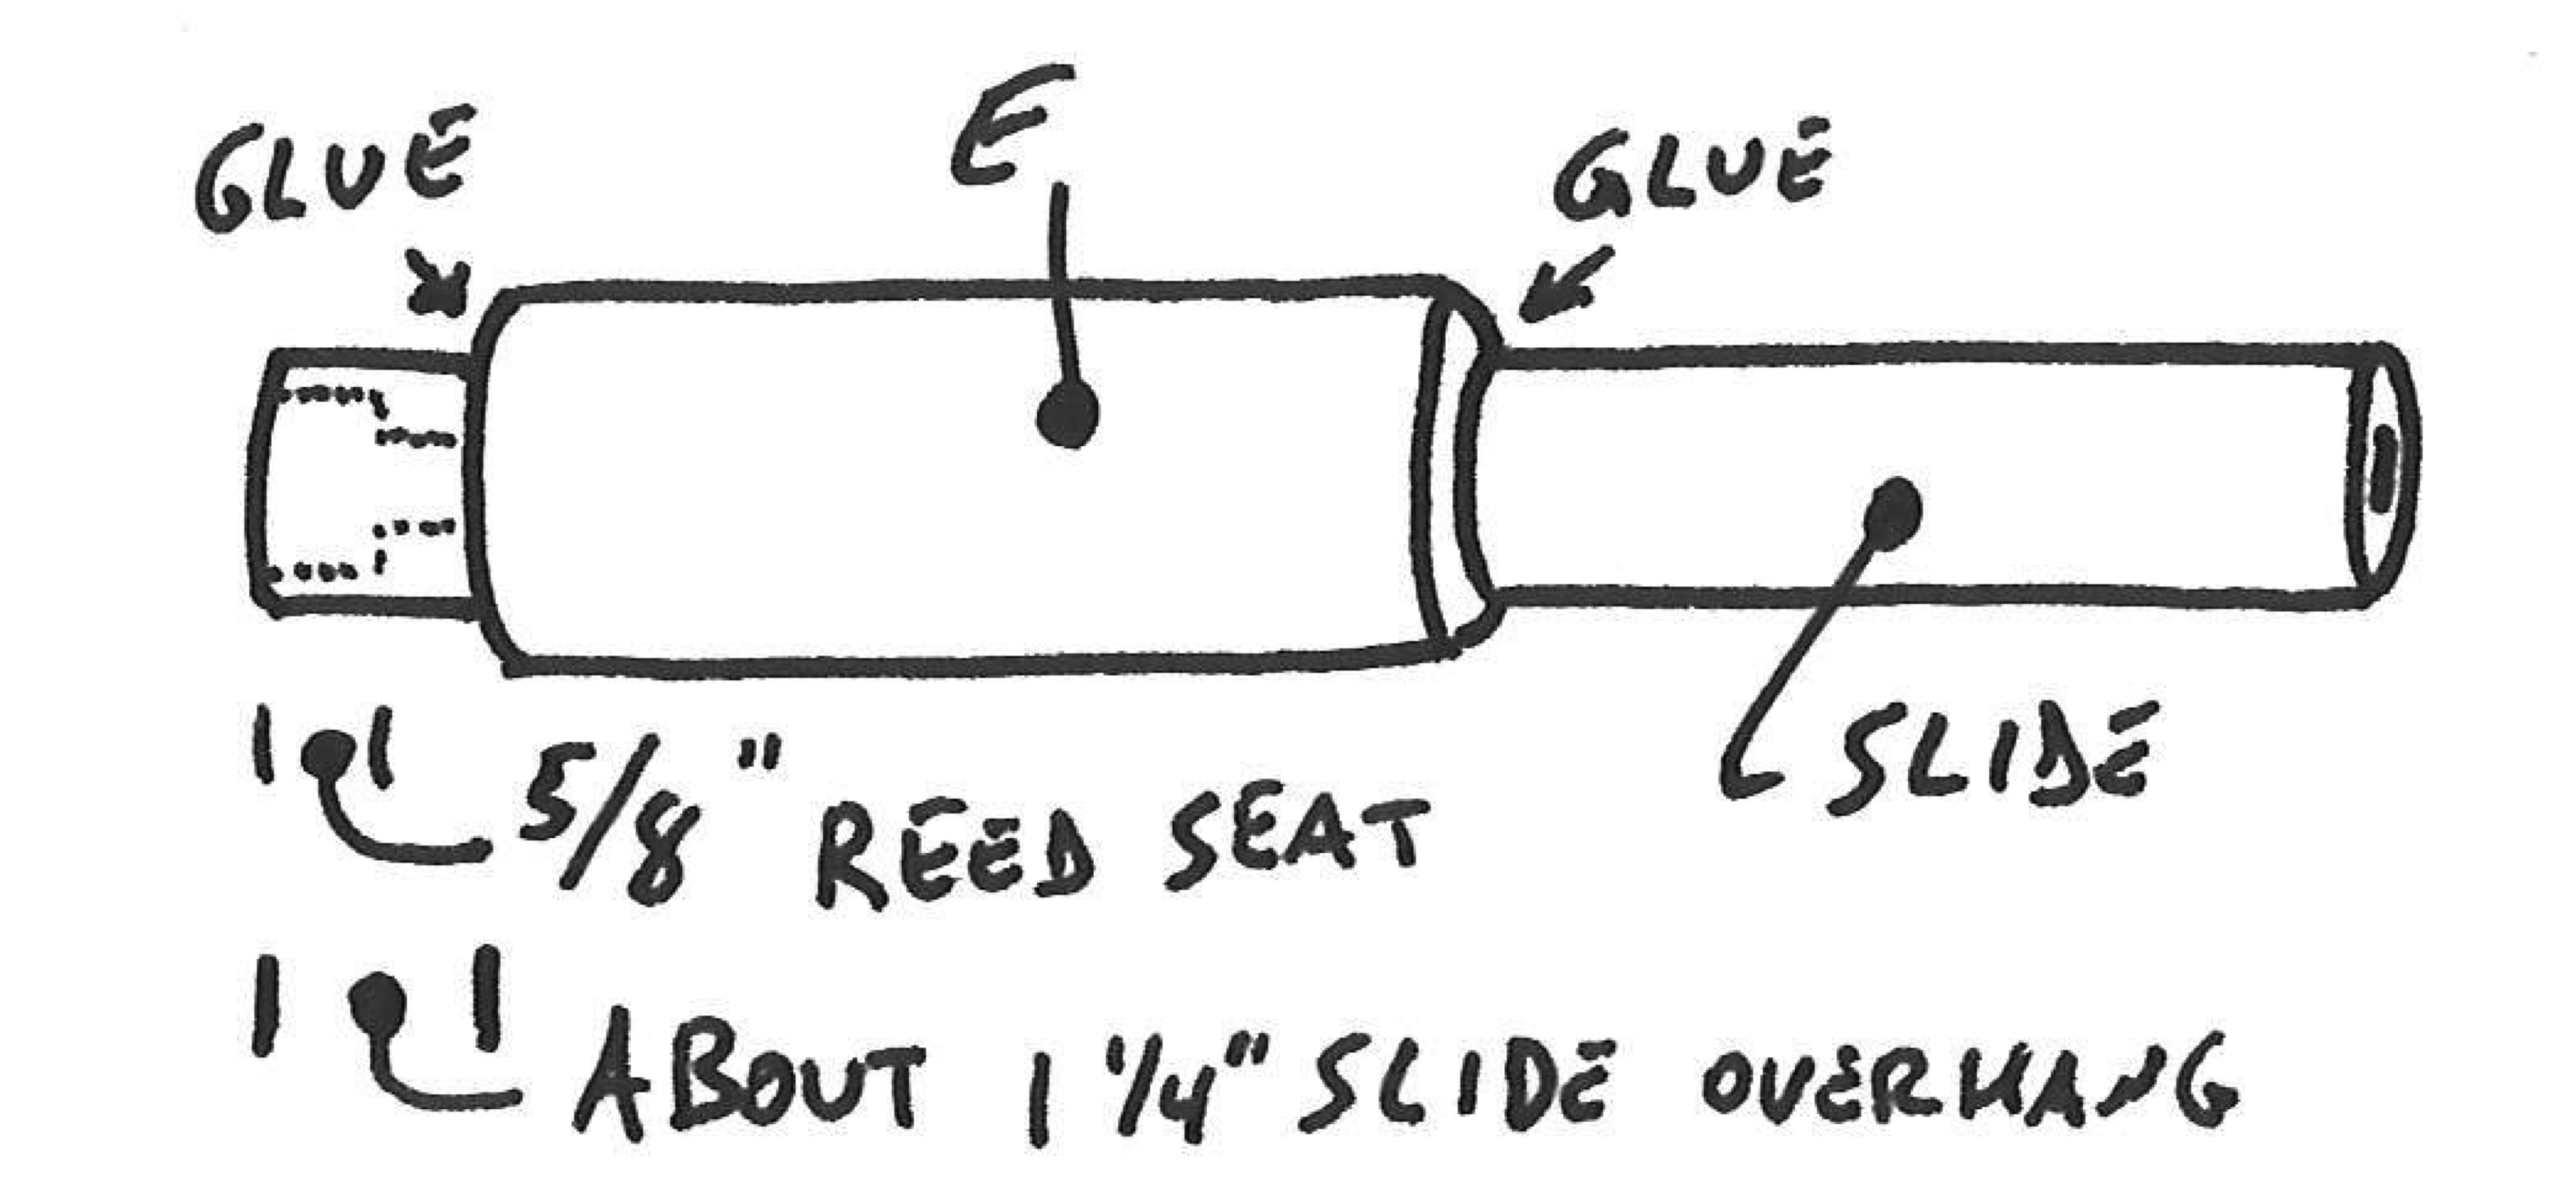 GLUE
E
GLUE
SLIDE
5/8" REED SEAT
ABOUT 1 1/4" SLIDE OVERHANG